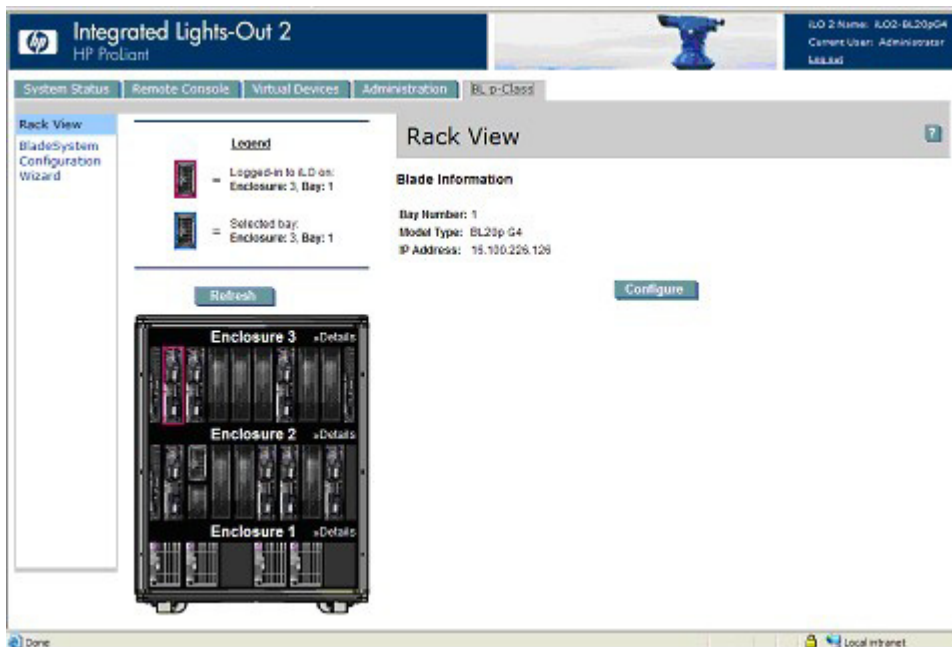 hp
Integrated Lights-Out 2
HP ProLiant
iLO 2 Name: iLO2-BL20pG4
Current User: Administrator
Log out
System Status
Remote Console
Virtual Devices
Administration
BL p-Class
Rack View
BladeSystem
Configuration
Wizard
Legend
= Logged-in to iLO on:
Enclosure: 3, Bay: 1
= Selected bay:
Enclosure: 3, Bay: 1
Refresh
Enclosure 3 »Details
Enclosure 2 »Details
Enclosure 1 »Details
Rack View
?
Blade Information
Bay Number: 1
Model Type: BL20p G4
IP Address: 16.100.226.126
Configure
Done
Local intranet